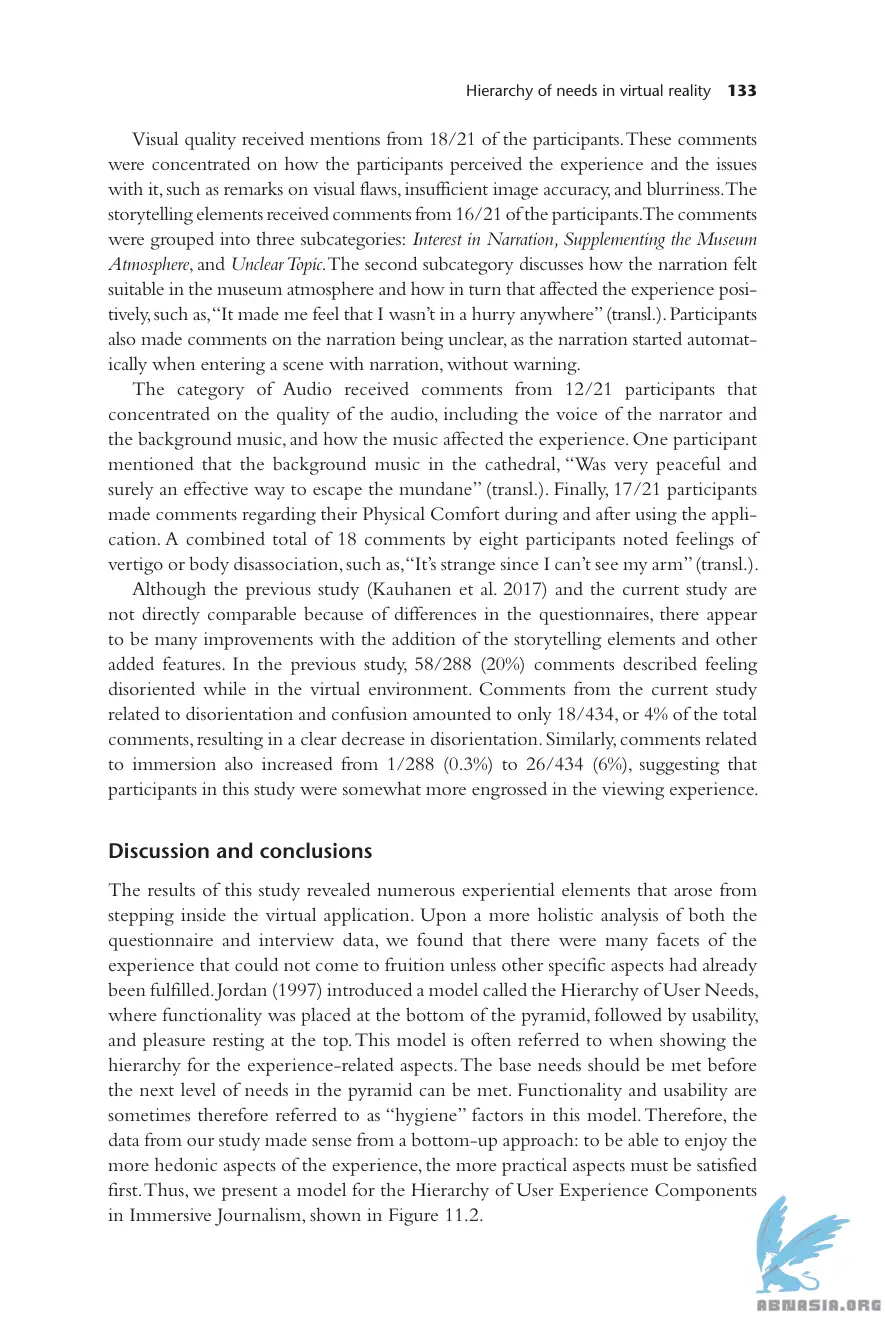 Hierarchy of needs in virtual reality 133
Visual quality received mentions from 18/21 of the participants. These comments
were concentrated on how the participants perceived the experience and the issues
with it, such as remarks on visual flaws, insufficient image accuracy, and blurriness. The
storytelling elements received comments from 16/21 of the participants. The comments
were grouped into three subcategories: Interest in Narration, Supplementing the Museum
Atmosphere, and Unclear Topic. The second subcategory discusses how the narration felt
suitable in the museum atmosphere and how in turn that affected the experience posi-
tively, such as, “It made me feel that I wasn’t in a hurry anywhere” (transl.). Participants
also made comments on the narration being unclear, as the narration started automat-
ically when entering a scene with narration, without warning.
The category of Audio received comments from 12/21 participants that
concentrated on the quality of the audio, including the voice of the narrator and
the background music, and how the music affected the experience. One participant
mentioned that the background music in the cathedral, “Was very peaceful and
surely an effective way to escape the mundane” (transl.). Finally, 17/21 participants
made comments regarding their Physical Comfort during and after using the appli-
cation. A combined total of 18 comments by eight participants noted feelings of
vertigo or body disassociation, such as, “It’s strange since I can’t see my arm” (transl.).
Although the previous study (Kauhanen et al. 2017) and the current study are
not directly comparable because of differences in the questionnaires, there appear
to be many improvements with the addition of the storytelling elements and other
added features. In the previous study, 58/288 (20%) comments described feeling
disoriented while in the virtual environment. Comments from the current study
related to disorientation and confusion amounted to only 18/434, or 4% of the total
comments, resulting in a clear decrease in disorientation. Similarly, comments related
to immersion also increased from 1/288 (0.3%) to 26/434 (6%), suggesting that
participants in this study were somewhat more engrossed in the viewing experience.
Discussion and conclusions
The results of this study revealed numerous experiential elements that arose from
stepping inside the virtual application. Upon a more holistic analysis of both the
questionnaire and interview data, we found that there were many facets of the
experience that could not come to fruition unless other specific aspects had already
been fulfilled. Jordan (1997) introduced a model called the Hierarchy of User Needs,
where functionality was placed at the bottom of the pyramid, followed by usability,
and pleasure resting at the top. This model is often referred to when showing the
hierarchy for the experience-related aspects. The base needs should be met before
the next level of needs in the pyramid can be met. Functionality and usability are
sometimes therefore referred to as “hygiene” factors in this model. Therefore, the
data from our study made sense from a bottom-up approach: to be able to enjoy the
more hedonic aspects of the experience, the more practical aspects must be satisfied
first. Thus, we present a model for the Hierarchy of User Experience Components
in Immersive Journalism, shown in Figure 11.2.
ABNASIA.ORG